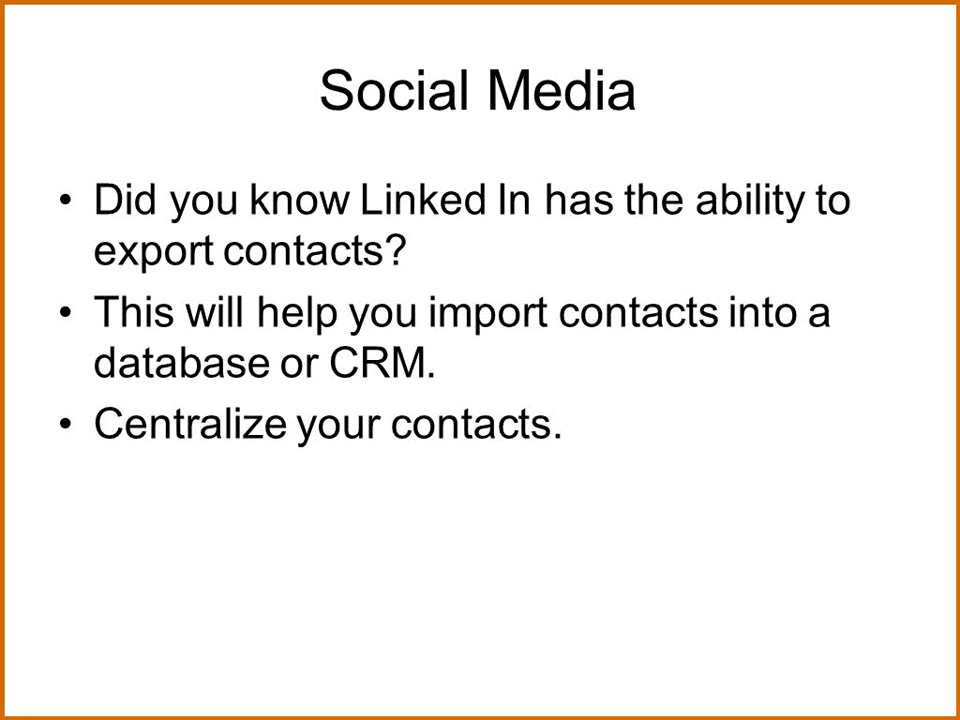 Social Media
• Did you know Linked In has the ability to
export contacts?
• This will help you import contacts into a
database or CRM.
• Centralize your contacts.